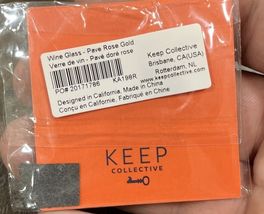 Wine Glass - Pavé Rose Gold
Verre de vin - Pavé doré rose
PO# 20171786 KA198R
Keep Collective
Brisbane, CA(USA)
Rotterdam, NL
www.keepcollective.com
Designed in California. Made in China
Conçu en Californie. Fabriqué en Chine
KEEP
COLLECTIVE